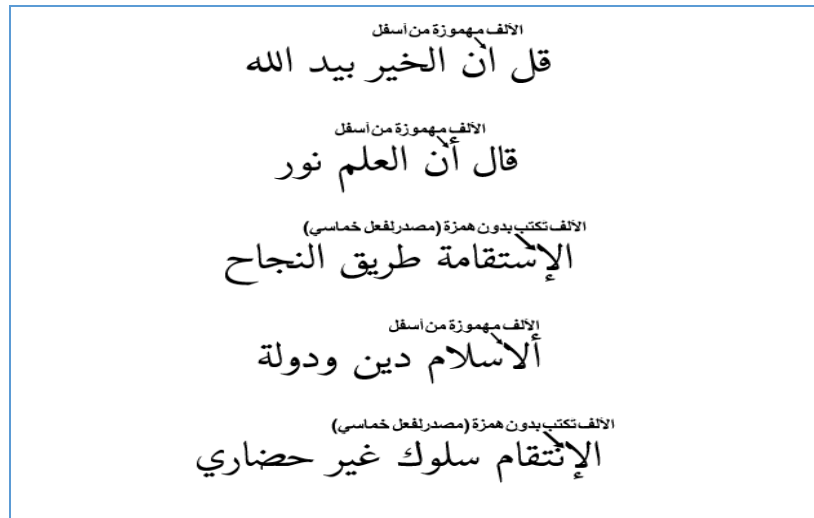 الألف مهموزة من أسفل
قل ان الخير بيد الله
الألف مهموزة من أسفل
قال أن العلم نور
الألف تكتب بدون همزة (مصدر لفعل خماسي)
الإستقامة طريق النجاح
الألف مهموزة من أسفل
ألاسلام دين ودولة
الألف تكتب بدون همزة (مصدر لفعل خماسي)
الإنتقام سلوك غير حضاري